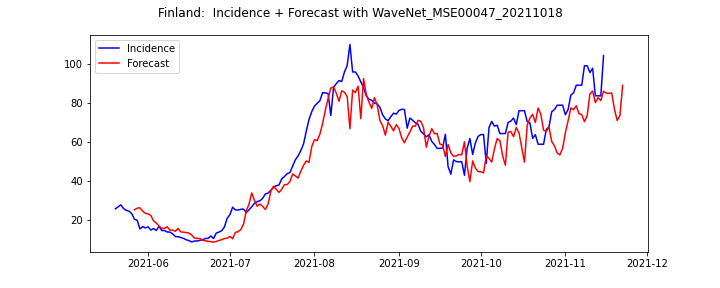 Finland:  Incidence + Forecast with WaveNet_MSE00047_20211018
Incidence
Forecast
100
80
60
40
20
2021-06 2021-07 2021-08 2021-09 2021-10 2021-11 2021-12